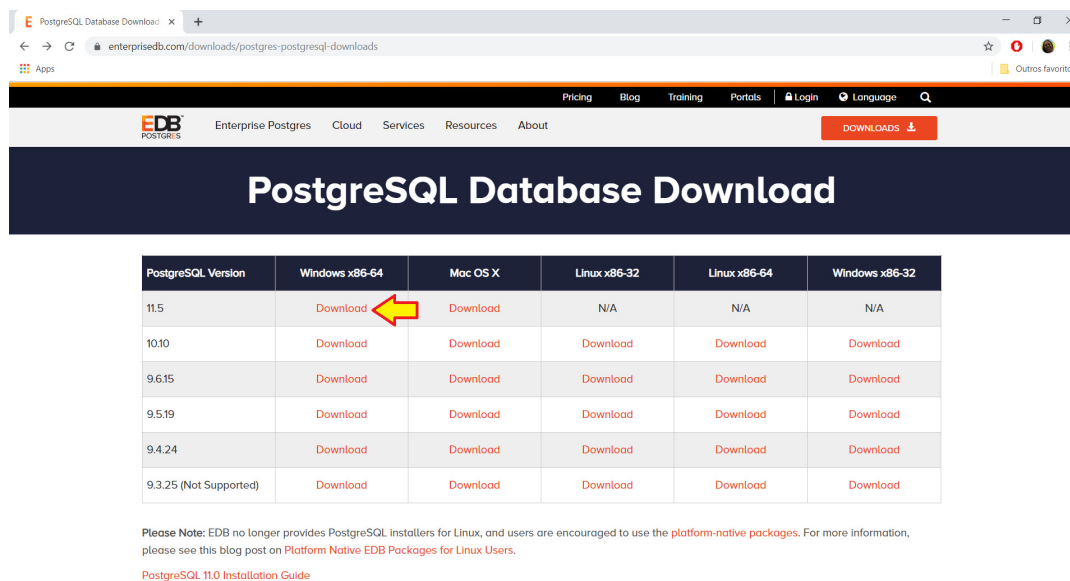 PostgreSQL Database Download
enterprisedb.com/downloads/postgres-postgresql-downloads
Apps
Outros favorito
Pricing Blog Training Portals Login Language
EDB
POSTGRES
Enterprise Postgres Cloud Services Resources About
DOWNLOADS
PostgreSQL Database Download
PostgreSQL Version Windows x86-64 Mac OS X Linux x86-32 Linux x86-64 Windows x86-32
11.5 Download Download N/A N/A N/A
10.10 Download Download Download Download Download
9.6.15 Download Download Download Download Download
9.5.19 Download Download Download Download Download
9.4.24 Download Download Download Download Download
9.3.25 (Not Supported) Download Download Download Download Download
Please Note: EDB no longer provides PostgreSQL installers for Linux, and users are encouraged to use the platform-native packages. For more information,
please see this blog post on Platform Native EDB Packages for Linux Users.
PostgreSQL 11.0 Installation Guide